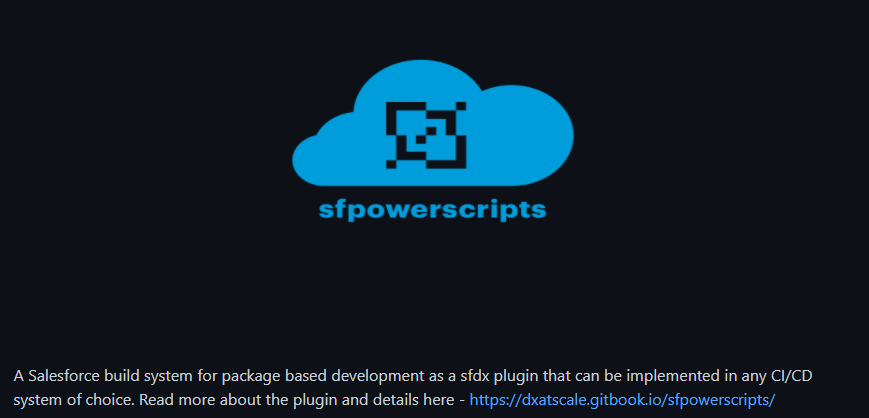 sfpowerscripts
A Salesforce build system for package based development as a sfdx plugin that can be implemented in any CI/CD
system of choice. Read more about the plugin and details here - https://dxatscale.gitbook.io/sfpowerscripts/